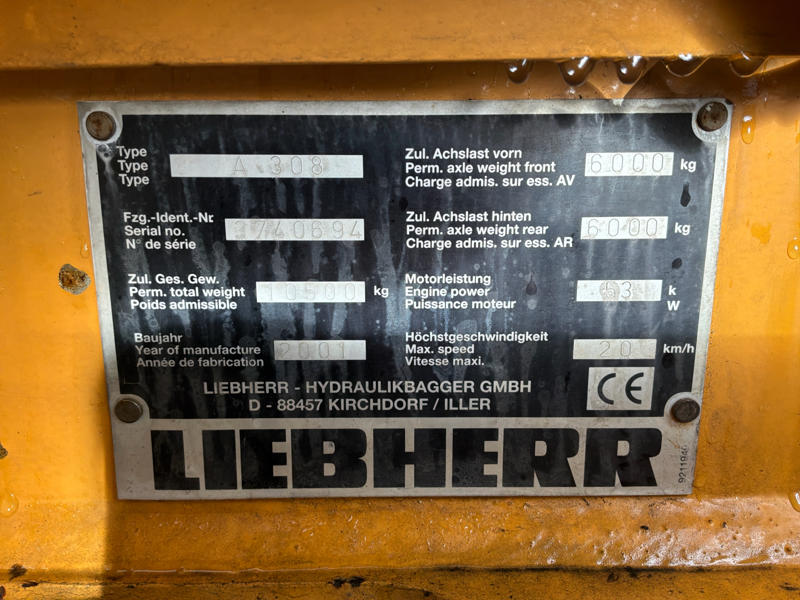 Type
Type
Type
A 308
Fzg.-Ident.-Nr.
Serial no.
N° de série
3740694
Zul. Ges. Gew.
Perm. total weight
Poids admissible
10500 kg
Baujahr
Year of manufacture
Année de fabrication
2001
Zul. Achslast vorn
Perm. axle weight front
Charge admis. sur ess. AV
6000 kg
Zul. Achslast hinten
Perm. axle weight rear
Charge admis. sur ess. AR
6000 kg
Motorleistung
Engine power
Puissance moteur
63 k
W
Höchstgeschwindigkeit
Max. speed
Vitesse maxi.
20 km/h
CE
LIEBHERR - HYDRAULIKBAGGER GMBH
D - 88457 KIRCHDORF / ILLER
LIEBHERR